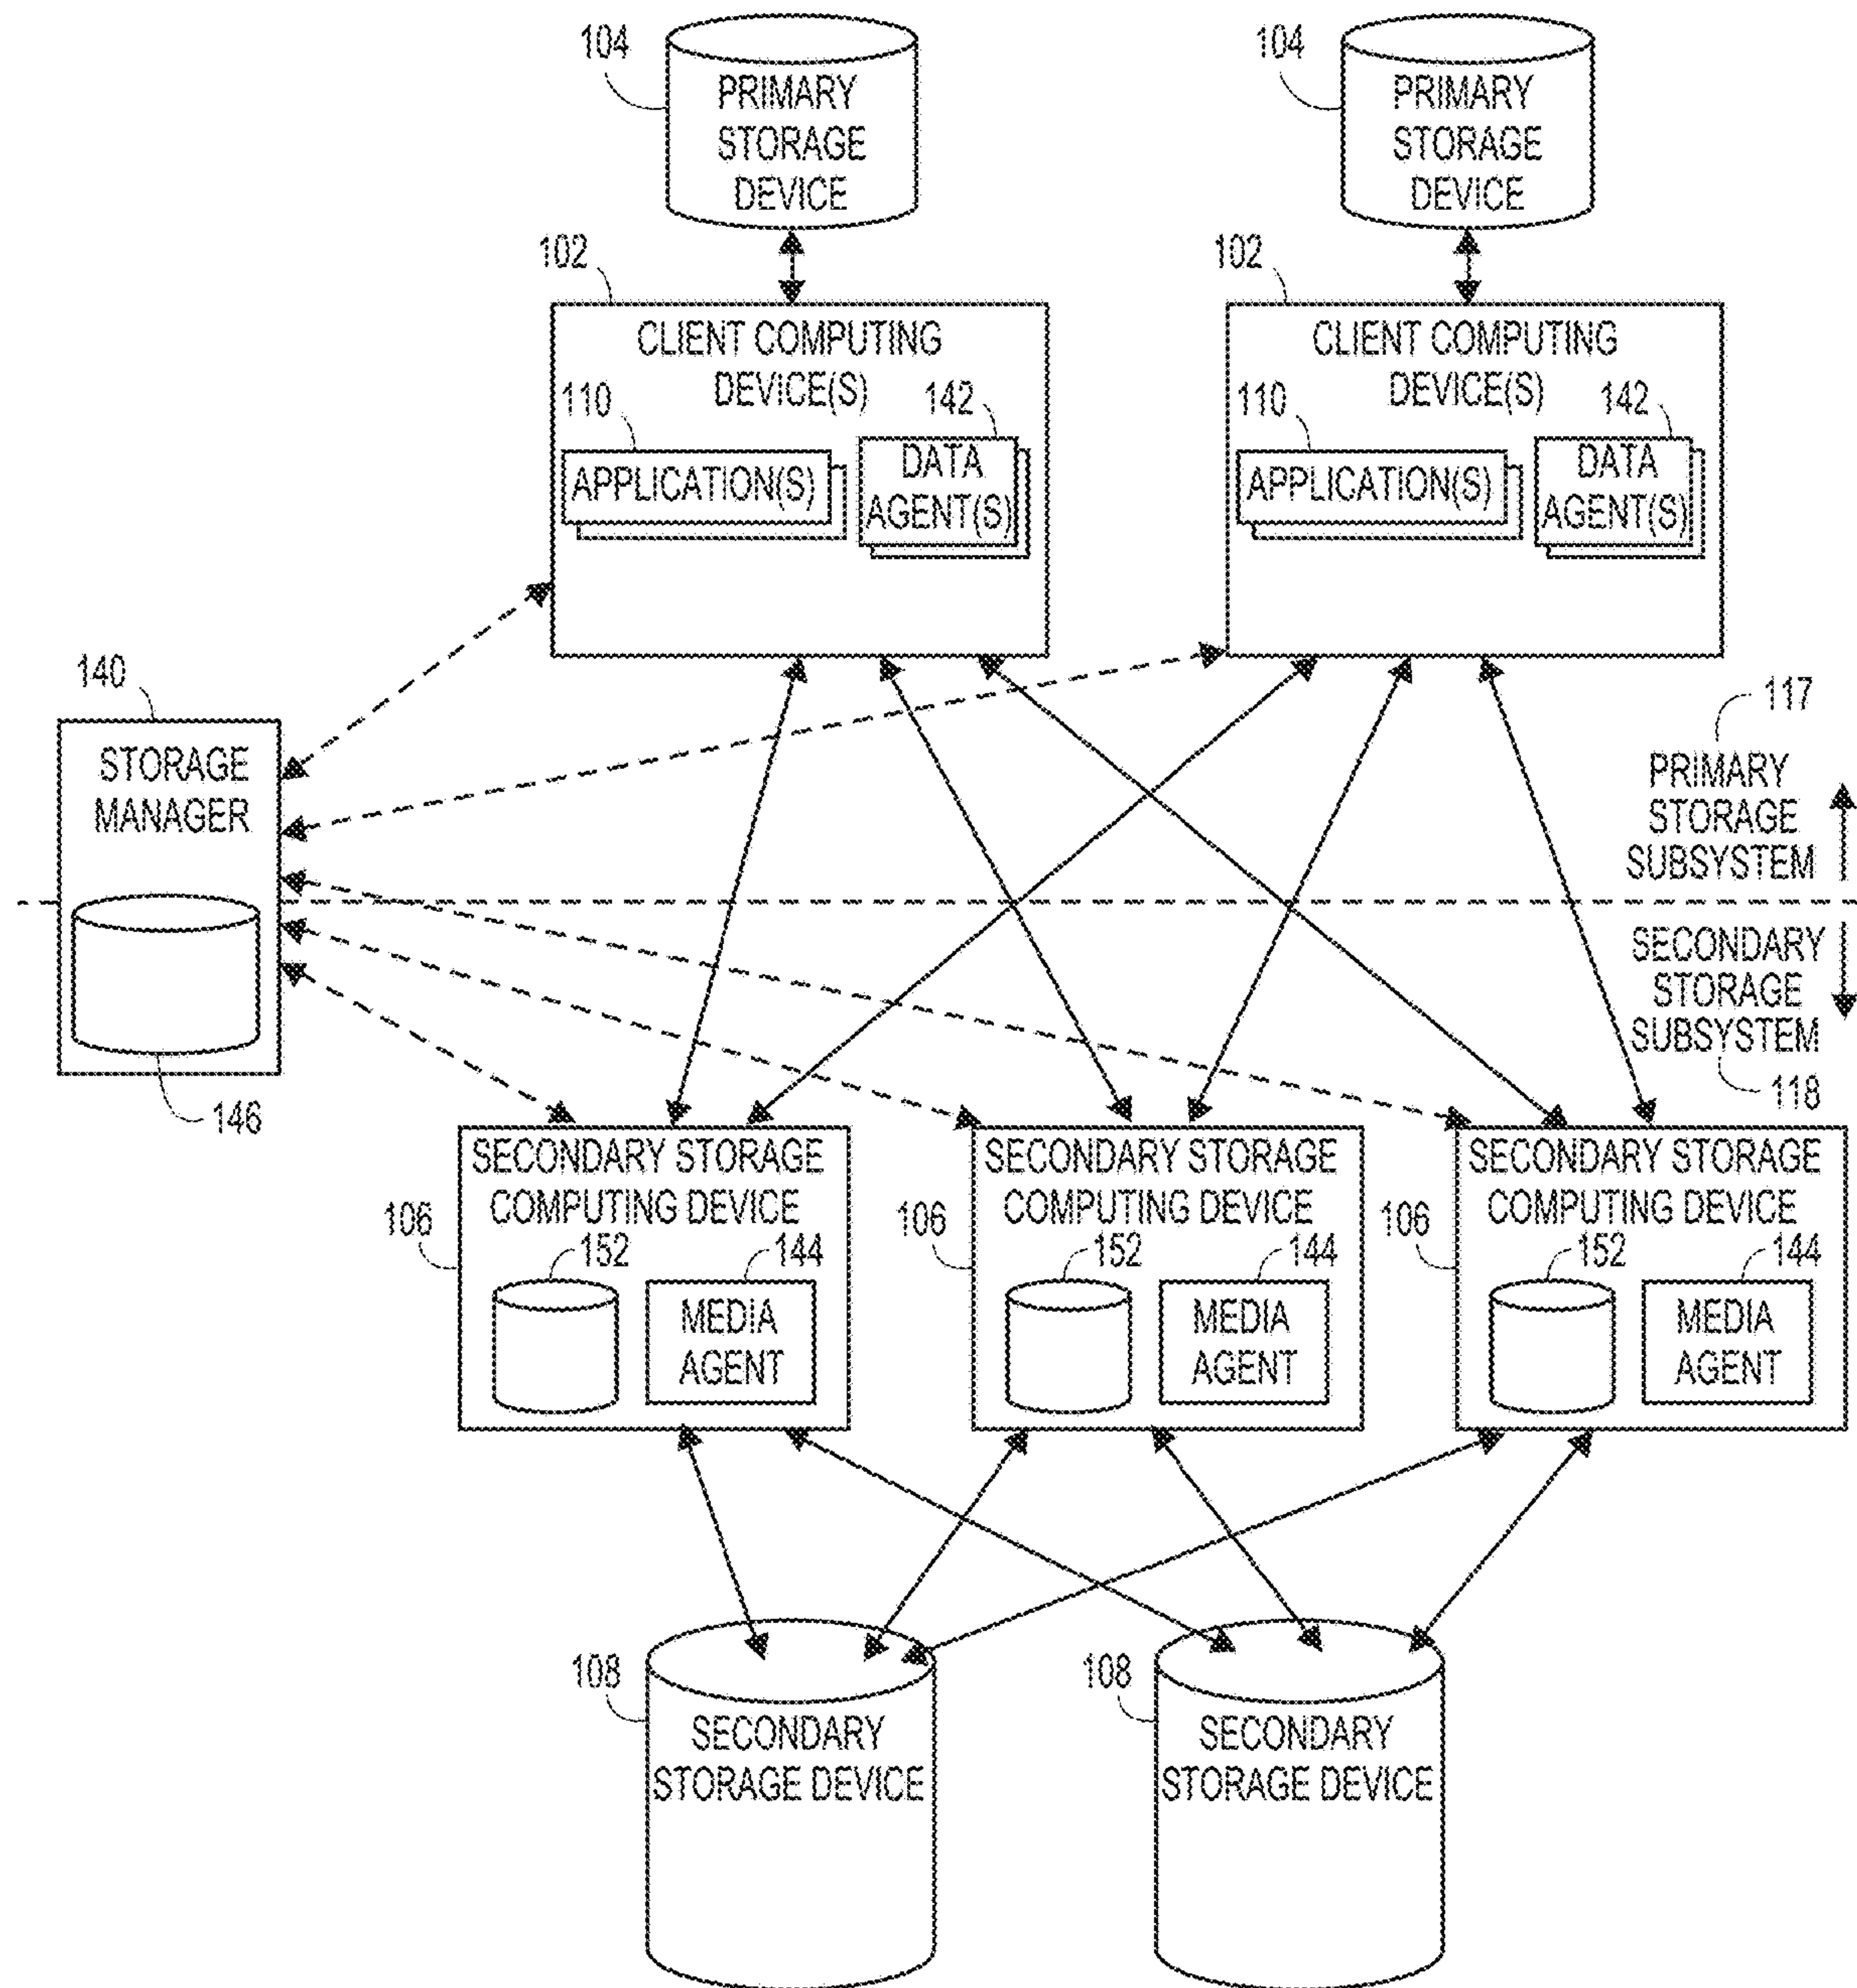 104
PRIMARY
STORAGE
DEVICE
104
PRIMARY
STORAGE
DEVICE
102
CLIENT COMPUTING
DEVICE(S)
110
142
APPLICATION(S)
DATA
AGENT(S)
102
CLIENT COMPUTING
DEVICE(S)
110
142
APPLICATION(S)
DATA
AGENT(S)
140
STORAGE
MANAGER
146
117
PRIMARY
STORAGE
SUBSYSTEM
SECONDARY
STORAGE
SUBSYSTEM
118
SECONDARY STORAGE
COMPUTING DEVICE
106
152
144
MEDIA
AGENT
SECONDARY STORAGE
COMPUTING DEVICE
106
152
144
MEDIA
AGENT
SECONDARY STORAGE
COMPUTING DEVICE
106
152
144
MEDIA
AGENT
108
SECONDARY
STORAGE DEVICE
108
SECONDARY
STORAGE DEVICE